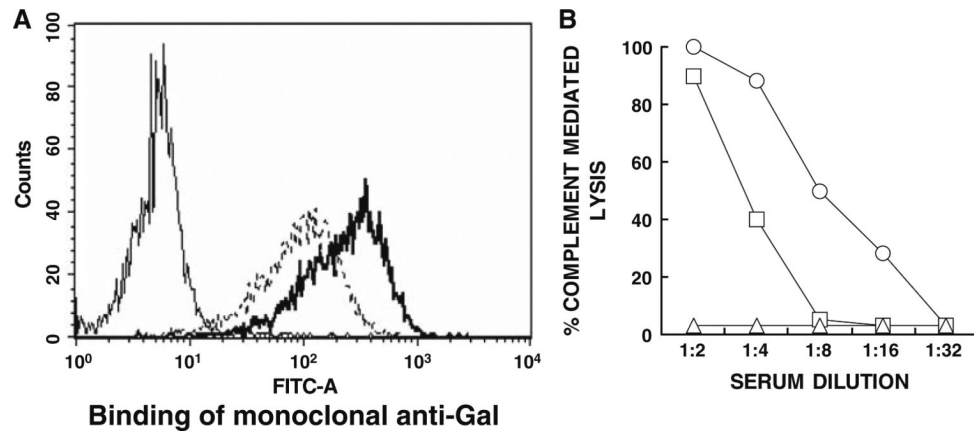 A
Counts
100
80
60
40
20
0
10^0 10^1 10^2 10^3 10^4
FITC-A
Binding of monoclonal anti-Gal
B
% COMPLEMENT MEDIATED
LYSIS
100
80
60
40
20
0
1:2 1:4 1:8 1:16 1:32
SERUM DILUTION